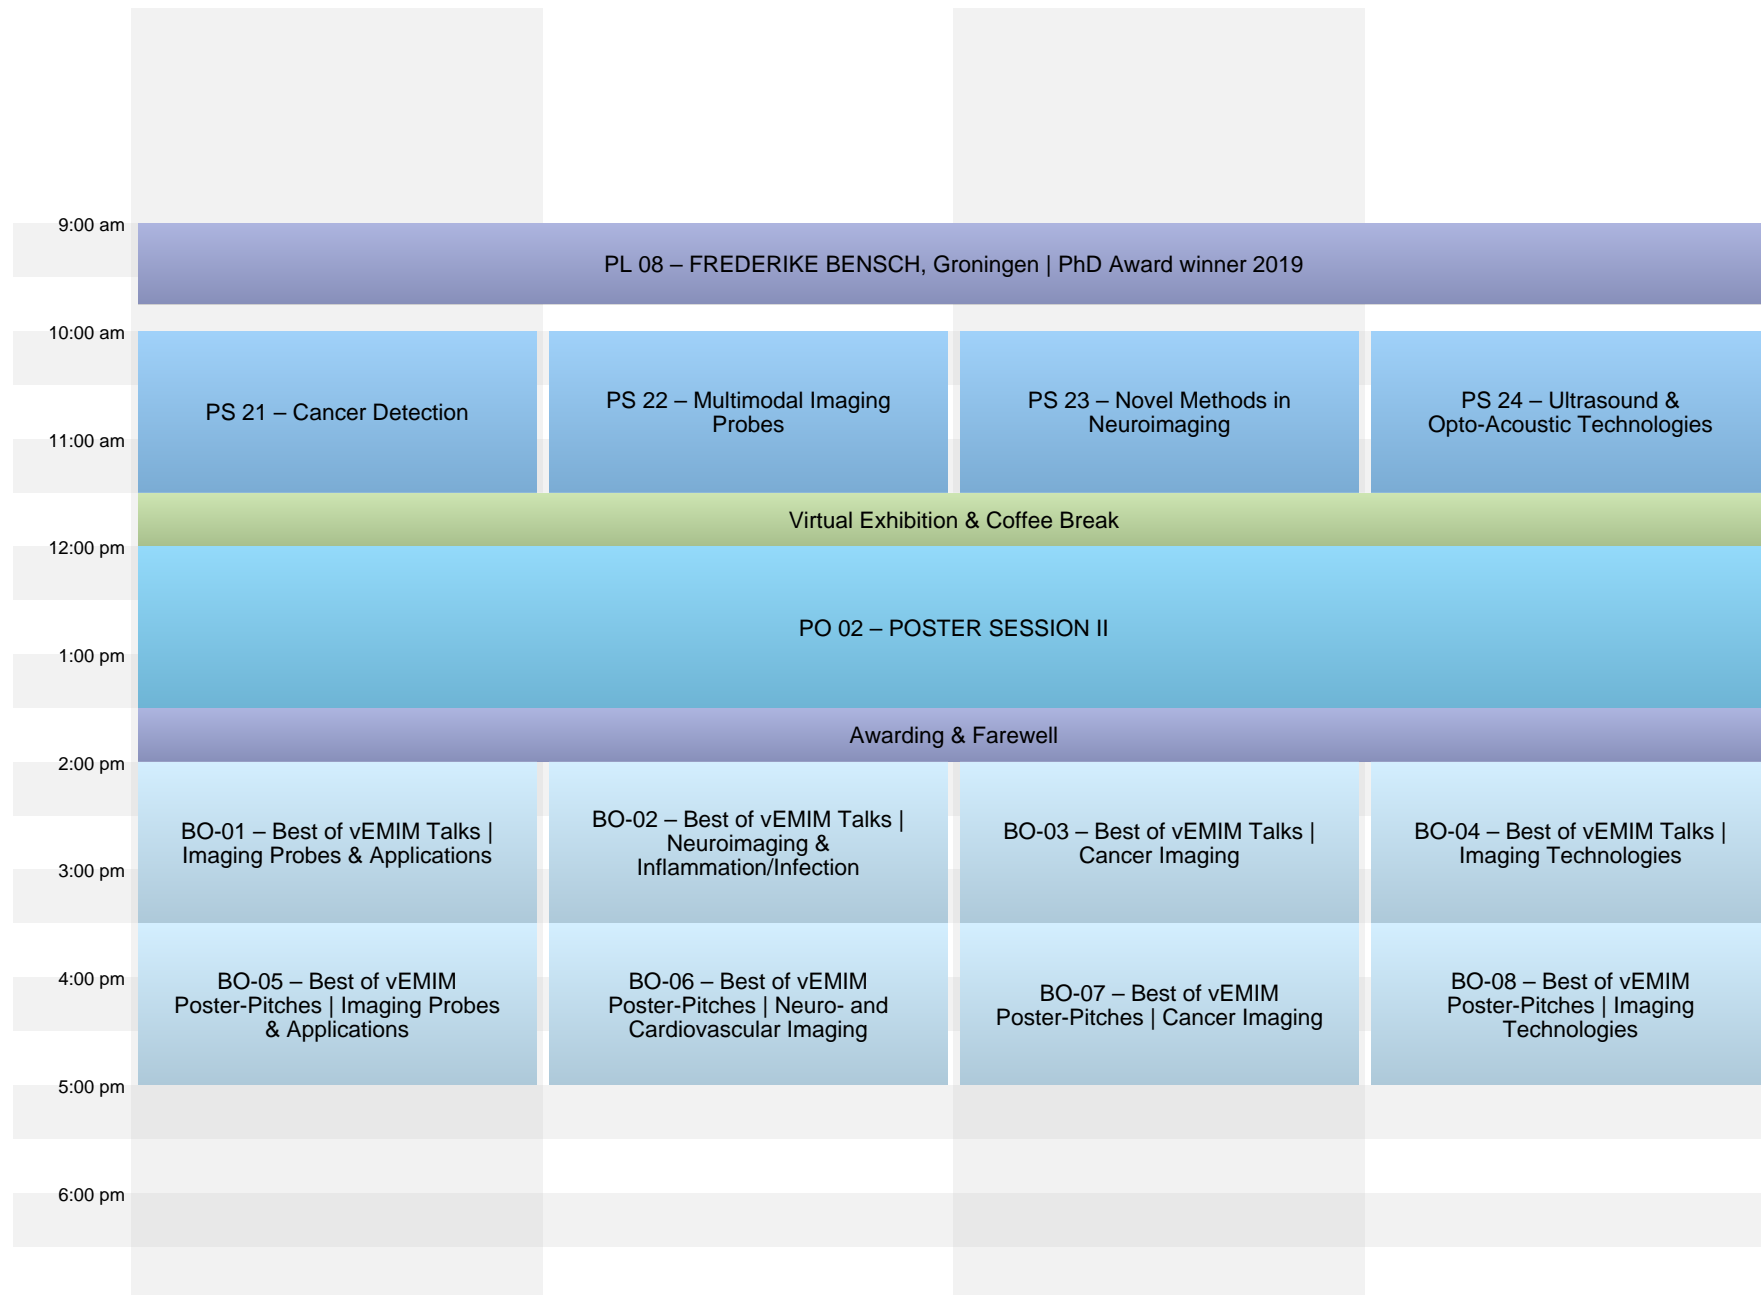 9:00 am
PL 08 – FREDERIKE BENSCH, Groningen | PhD Award winner 2019
10:00 am
PS 21 – Cancer Detection
PS 22 – Multimodal Imaging
Probes
PS 23 – Novel Methods in
Neuroimaging
PS 24 – Ultrasound &
Opto-Acoustic Technologies
11:00 am
Virtual Exhibition & Coffee Break
12:00 pm
PO 02 – POSTER SESSION II
1:00 pm
Awarding & Farewell
2:00 pm
BO-01 – Best of vEMIM Talks |
Imaging Probes & Applications
BO-02 – Best of vEMIM Talks |
Neuroimaging &
Inflammation/Infection
BO-03 – Best of vEMIM Talks |
Cancer Imaging
BO-04 – Best of vEMIM Talks |
Imaging Technologies
3:00 pm
BO-05 – Best of vEMIM
Poster-Pitches | Imaging Probes
& Applications
BO-06 – Best of vEMIM
Poster-Pitches | Neuro- and
Cardiovascular Imaging
BO-07 – Best of vEMIM
Poster-Pitches | Cancer Imaging
BO-08 – Best of vEMIM
Poster-Pitches | Imaging
Technologies
4:00 pm
5:00 pm
6:00 pm